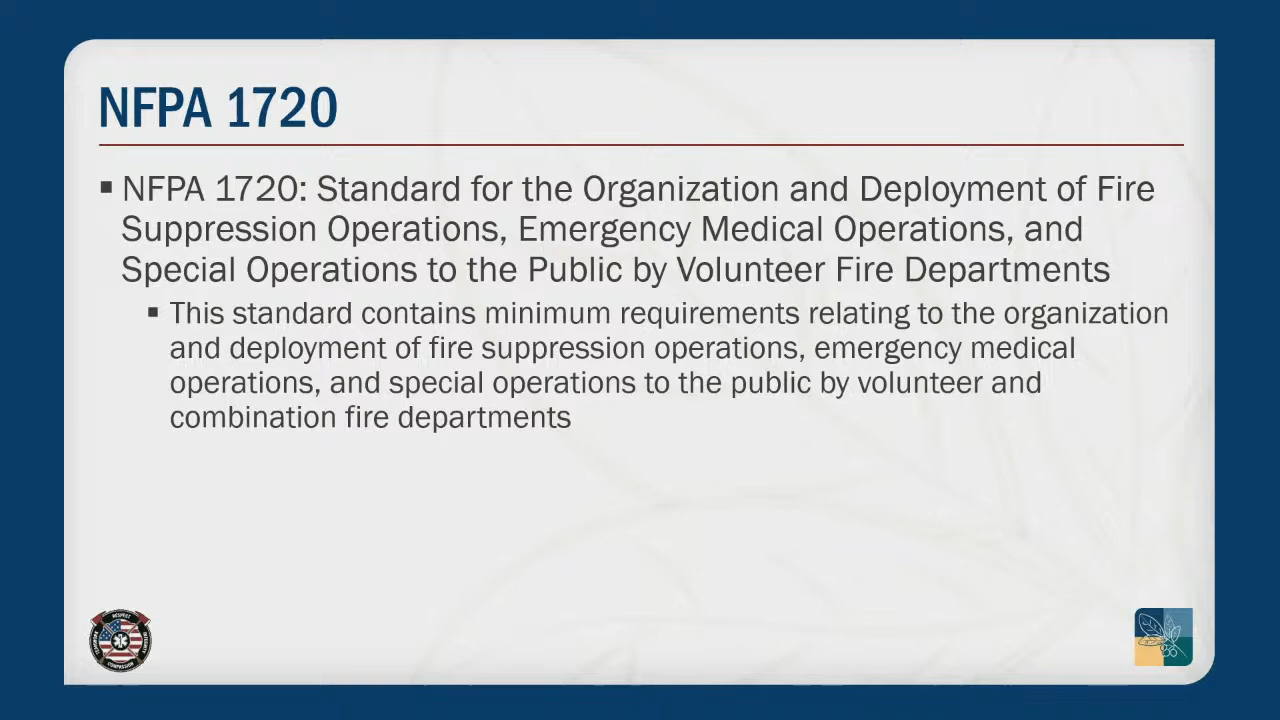 NFPA 1720
▪ NFPA 1720: Standard for the Organization and Deployment of Fire
Suppression Operations, Emergency Medical Operations, and
Special Operations to the Public by Volunteer Fire Departments
▪ This standard contains minimum requirements relating to the organization
and deployment of fire suppression operations, emergency medical
operations, and special operations to the public by volunteer and
combination fire departments
RESPECT
INTEGRITY
COMPASSION